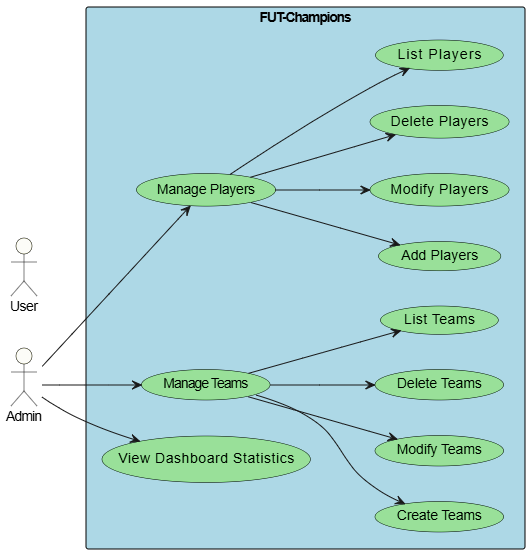 FUT-Champions
List Players
Delete Players
Manage Players
Modify Players
Add Players
User
List Teams
Manage Teams
Delete Teams
Admin
Modify Teams
View Dashboard Statistics
Create Teams